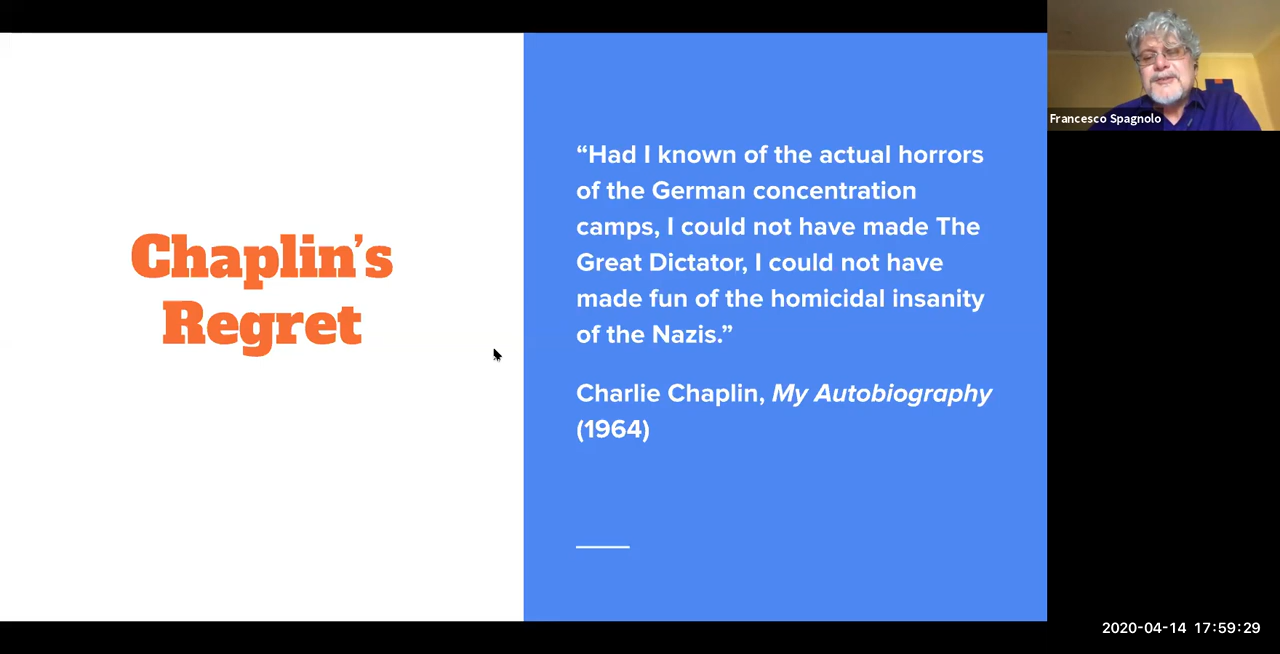 Chaplin’s
Regret
“Had I known of the actual horrors
of the German concentration
camps, I could not have made The
Great Dictator, I could not have
made fun of the homicidal insanity
of the Nazis.”
Charlie Chaplin, My Autobiography
(1964)
Francesco Spagnolo
2020-04-14 17:59:29